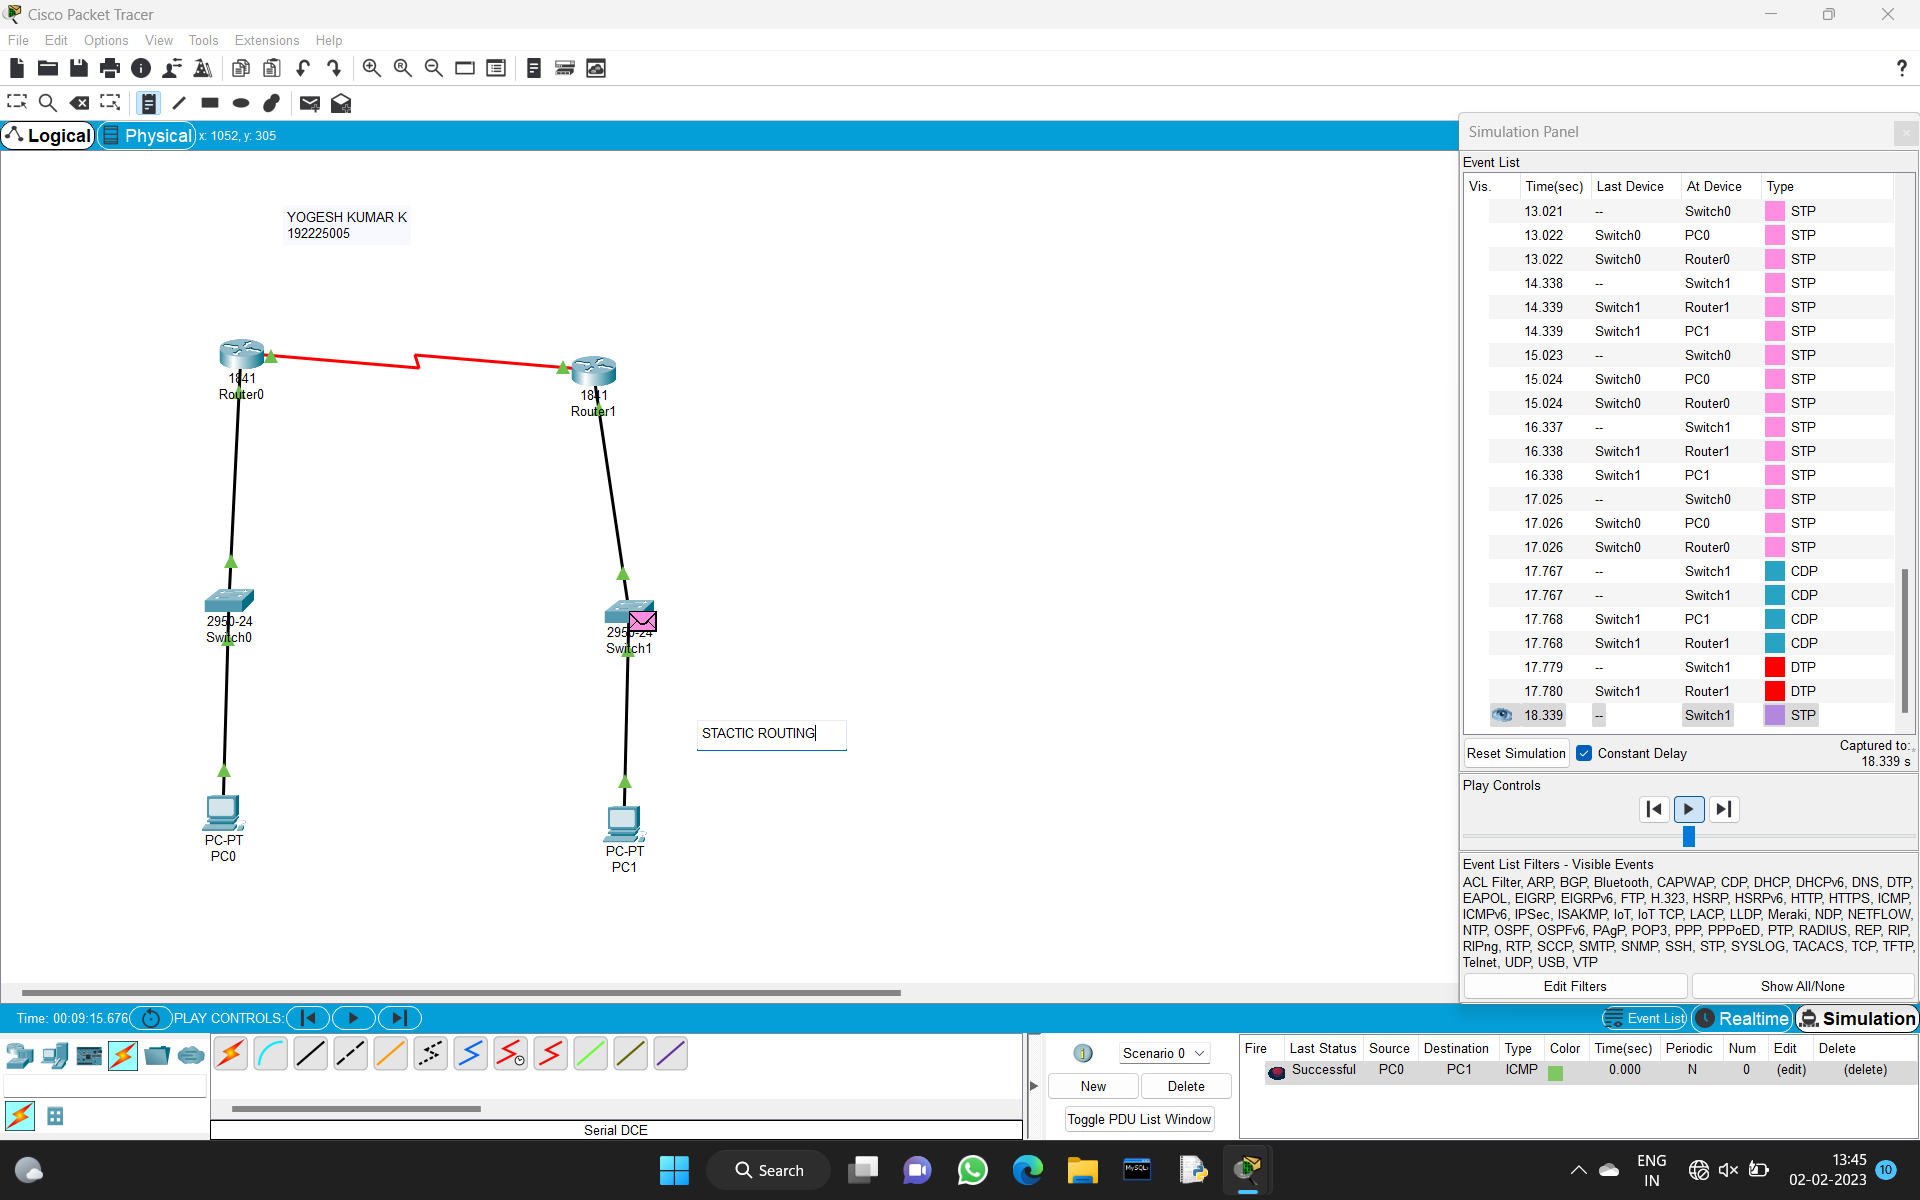 Cisco Packet Tracer
File Edit Options View Tools Extensions Help
?
Logical Physical x: 1052, y: 305
YOGESH KUMAR K
192225005
1841
Router0
1841
Router1
2950-24
Switch0
2950-24
Switch1
STACTIC ROUTING
PC-PT
PC0
PC-PT
PC1
Simulation Panel
Event List
Vis. Time(sec) Last Device At Device Type
13.021 -- Switch0 STP
13.022 Switch0 PC0 STP
13.022 Switch0 Router0 STP
14.338 -- Switch1 STP
14.339 Switch1 Router1 STP
14.339 Switch1 PC1 STP
15.023 -- Switch0 STP
15.024 Switch0 PC0 STP
15.024 Switch0 Router0 STP
16.337 -- Switch1 STP
16.338 Switch1 Router1 STP
16.338 Switch1 PC1 STP
17.025 -- Switch0 STP
17.026 Switch0 PC0 STP
17.026 Switch0 Router0 STP
17.767 -- Switch1 CDP
17.767 -- Switch1 CDP
17.768 Switch1 PC1 CDP
17.768 Switch1 Router1 CDP
17.779 -- Switch1 DTP
17.780 Switch1 Router1 DTP
18.339 -- Switch1 STP
Reset Simulation Constant Delay Captured to:
18.339 s
Play Controls
Event List Filters - Visible Events
ACL Filter, ARP, BGP, Bluetooth, CAPWAP, CDP, DHCP, DHCPv6, DNS, DTP,
EAPOL, EIGRP, EIGRPv6, FTP, H.323, HSRP, HSRPv6, HTTP, HTTPS, ICMP,
ICMPv6, IPSec, ISAKMP, IoT, IoT TCP, LACP, LLDP, Meraki, NDP, NETFLOW,
NTP, OSPF, OSPFv6, PAgP, POP3, PPP, PPPoED, PTP, RADIUS, REP, RIP,
RIPng, RTP, SCCP, SMTP, SNMP, SSH, STP, SYSLOG, TACACS, TCP, TFTP,
Telnet, UDP, USB, VTP
Edit Filters Show All/None
Time: 00:09:15.676 PLAY CONTROLS: Event List Realtime Simulation
Serial DCE
Scenario 0
New Delete
Toggle PDU List Window
Fire Last Status Source Destination Type Color Time(sec) Periodic Num Edit Delete
Successful PC0 PC1 ICMP 0.000 N 0 (edit) (delete)
Search
MySQL
ENG
IN
13:45
02-02-2023
10